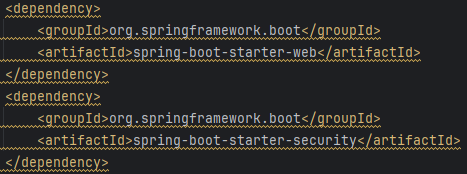 <dependency>
    <groupId>org.springframework.boot</groupId>
    <artifactId>spring-boot-starter-web</artifactId>
</dependency>
<dependency>
    <groupId>org.springframework.boot</groupId>
    <artifactId>spring-boot-starter-security</artifactId>
</dependency>